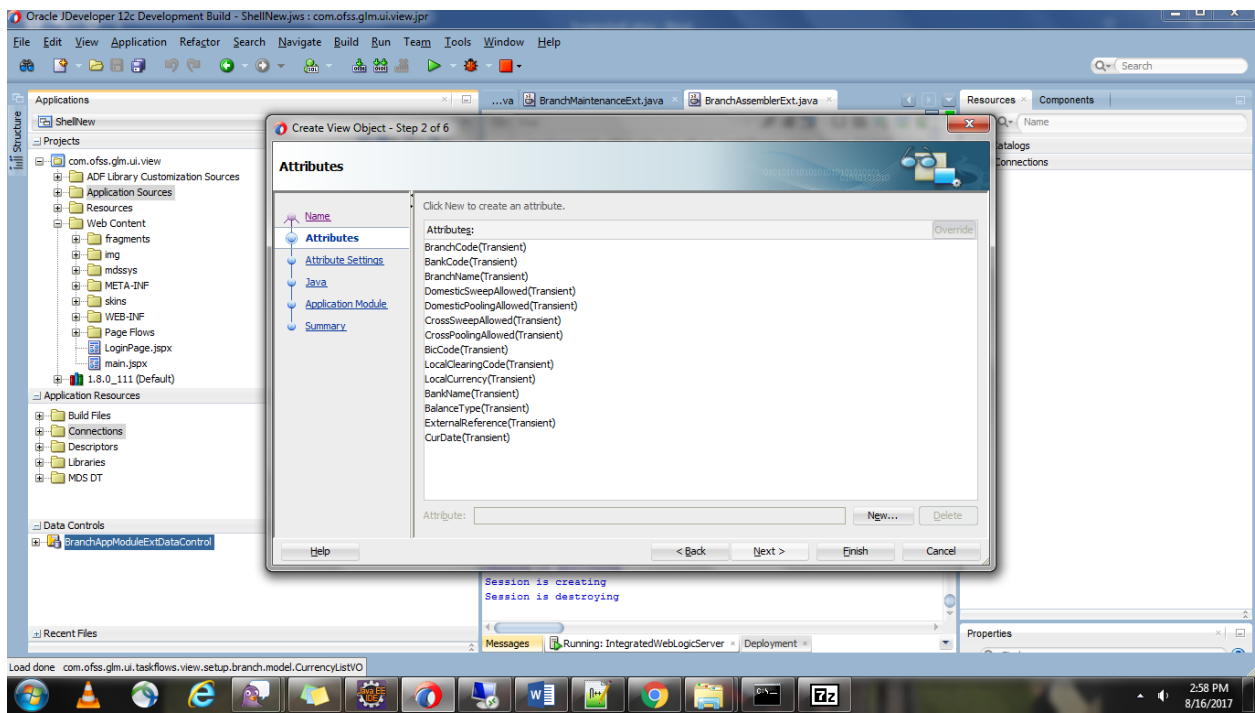 Oracle JDeveloper 12c Development Build - ShellNew.jws : com.ofss.glm.ui.view.jpr
File Edit View Application Refactor Search Navigate Build Run Team Tools Window Help
Search
Applications
...va BranchMaintenanceExt.java BranchAssemblerExt.java
Resources Components
Structure
ShellNew
Name
Projects
com.ofss.glm.ui.view
ADF Library Customization Sources
Application Sources
Resources
Web Content
fragments
img
mdssys
META-INF
skins
WEB-INF
Page Flows
LoginPage.jspx
main.jspx
1.8.0_111 (Default)
Application Resources
Build Files
Connections
Descriptors
Libraries
MDS DT
Data Controls
BranchAppModuleExtDataControl
Recent Files
Create View Object - Step 2 of 6
Attributes
Name
Attributes
Attribute Settings
Java
Application Module
Summary
Click New to create an attribute.
Attributes:
Override
BranchCode(Transient)
BankCode(Transient)
BranchName(Transient)
DomesticSweepAllowed(Transient)
DomesticPoolingAllowed(Transient)
CrossSweepAllowed(Transient)
CrossPoolingAllowed(Transient)
BicCode(Transient)
LocalClearingCode(Transient)
LocalCurrency(Transient)
BankName(Transient)
BalanceType(Transient)
ExternalReference(Transient)
CurDate(Transient)
Attribute:
New... Delete
Help < Back Next > Finish Cancel
atalogs
Connections
Session is creating
Session is destroying
Messages Running: IntegratedWebLogicServer Deployment
Properties
Load done com.ofss.glm.ui.taskflows.view.setup.branch.model.CurrencyListVO
Java EE
IDE
7z
2:58 PM
8/16/2017